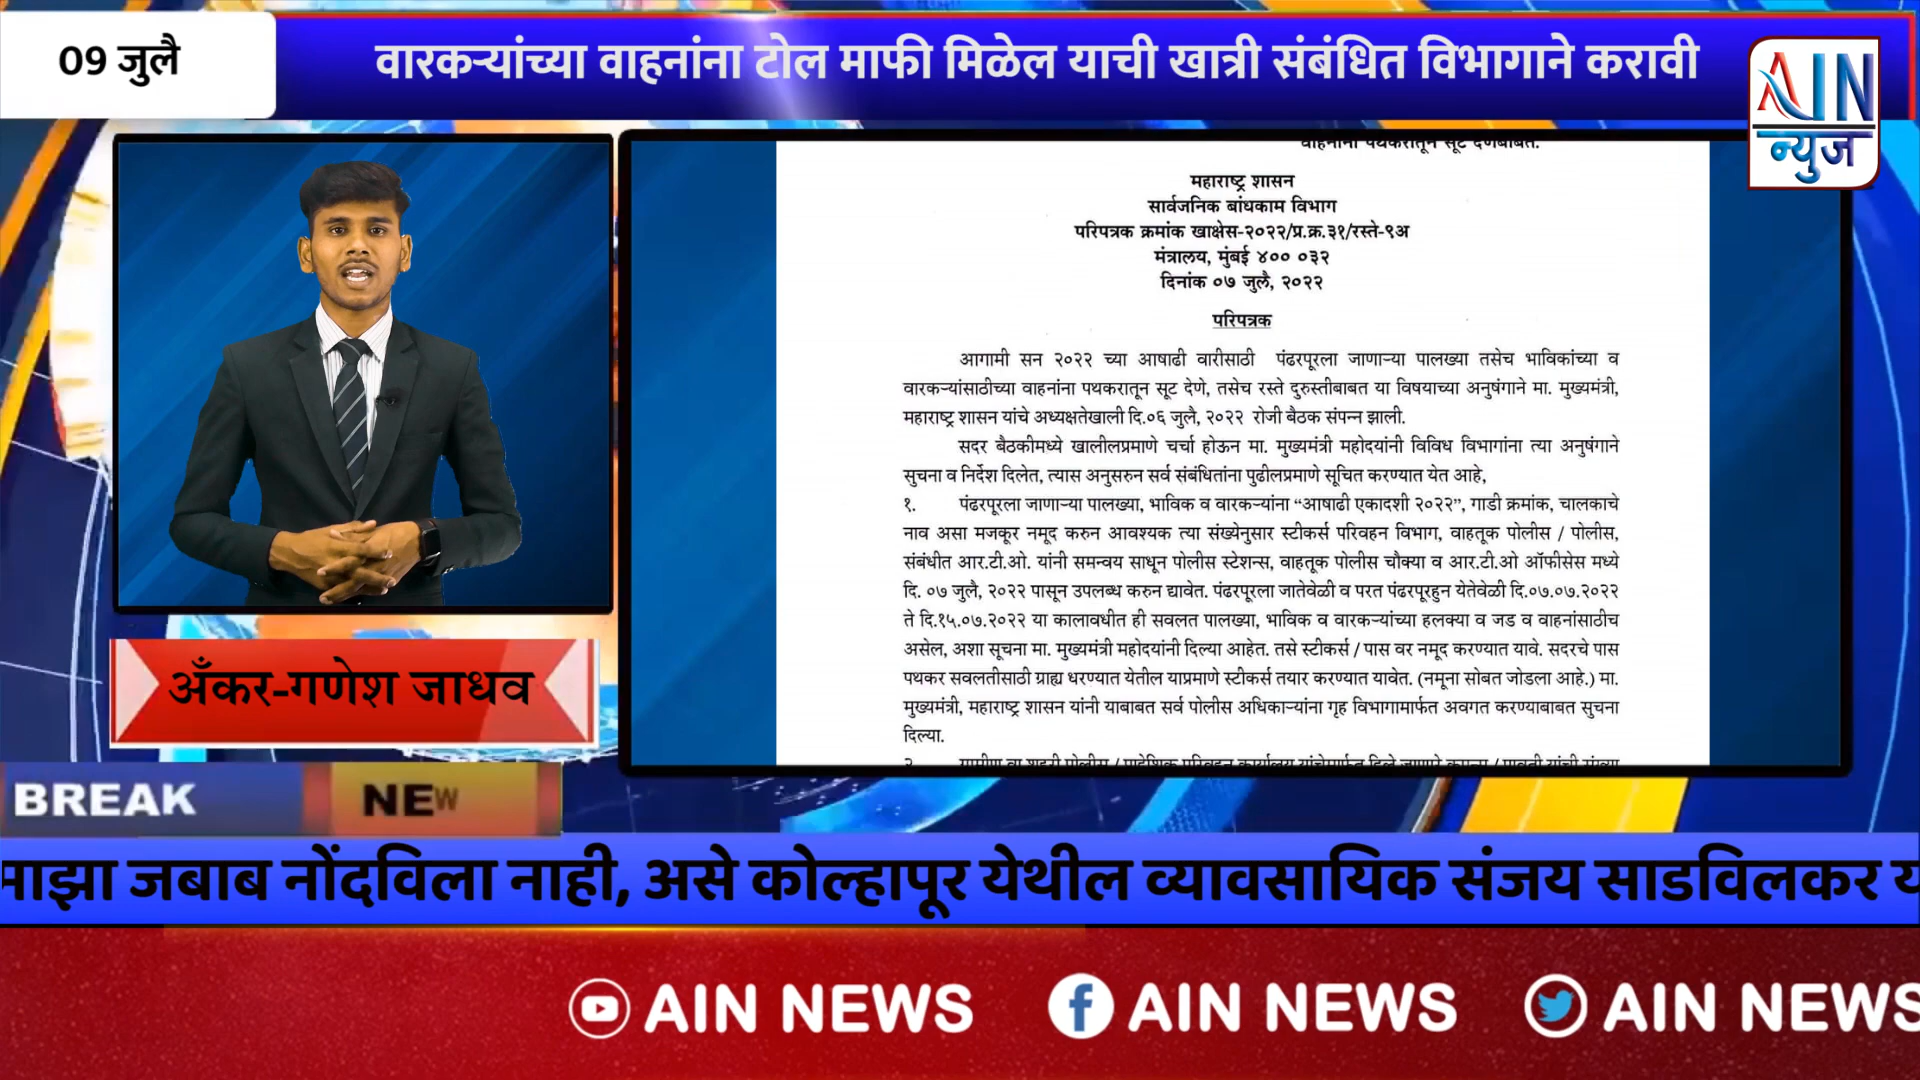 09 जुलै
वारकऱ्यांच्या वाहनांना टोल माफी मिळेल याची खात्री संबंधित विभागाने करावी
AIN
न्युज
वाहनांना पथकरातून सूट देणेबाबत.
महाराष्ट्र शासन
सार्वजनिक बांधकाम विभाग
परिपत्रक क्रमांक खाक्षेस-२०२२/प्र.क्र.३१/रस्ते-९अ
मंत्रालय, मुंबई ४०० ०३२
दिनांक ०७ जुलै, २०२२
परिपत्रक
आगामी सन २०२२ च्या आषाढी वारीसाठी पंढरपूरला जाणाऱ्या पालख्या तसेच भाविकांच्या व
वारकऱ्यांसाठीच्या वाहनांना पथकरातून सूट देणे, तसेच रस्ते दुरुस्तीबाबत या विषयाच्या अनुषंगाने मा. मुख्यमंत्री,
महाराष्ट्र शासन यांचे अध्यक्षतेखाली दि.०६ जुलै, २०२२ रोजी बैठक संपन्न झाली.
सदर बैठकीमध्ये खालीलप्रमाणे चर्चा होऊन मा. मुख्यमंत्री महोदयांनी विविध विभागांना त्या अनुषंगाने
सुचना व निर्देश दिलेत, त्यास अनुसरुन सर्व संबंधितांना पुढीलप्रमाणे सूचित करण्यात येत आहे,
१. पंढरपूरला जाणाऱ्या पालख्या, भाविक व वारकऱ्यांना “आषाढी एकादशी २०२२”, गाडी क्रमांक, चालकाचे
नाव असा मजकूर नमूद करुन आवश्यक त्या संख्येनुसार स्टीकर्स परिवहन विभाग, वाहतूक पोलीस / पोलीस,
संबंधीत आर.टी.ओ. यांनी समन्वय साधून पोलीस स्टेशन्स, वाहतूक पोलीस चौक्या व आर.टी.ओ ऑफीसेस मध्ये
दि. ०७ जुलै, २०२२ पासून उपलब्ध करुन द्यावेत. पंढरपूरला जातेवेळी व परत पंढरपूरहुन येतेवेळी दि.०७.०७.२०२२
ते दि.१५.०७.२०२२ या कालावधीत ही सवलत पालख्या, भाविक व वारकऱ्यांच्या हलक्या व जड व वाहनांसाठीच
असेल, अशा सूचना मा. मुख्यमंत्री महोदयांनी दिल्या आहेत. तसे स्टीकर्स / पास वर नमूद करण्यात यावे. सदरचे पास
पथकर सवलतीसाठी ग्राह्य धरण्यात येतील याप्रमाणे स्टीकर्स तयार करण्यात यावेत. (नमूना सोबत जोडला आहे.) मा.
मुख्यमंत्री, महाराष्ट्र शासन यांनी याबाबत सर्व पोलीस अधिकाऱ्यांना गृह विभागामार्फत अवगत करण्याबाबत सुचना
दिल्या.
अँकर-गणेश जाधव
BREAK NEW
माझा जबाब नोंदविला नाही, असे कोल्हापूर येथील व्यावसायिक संजय साडविलकर य
AIN NEWS AIN NEWS AIN NEWS